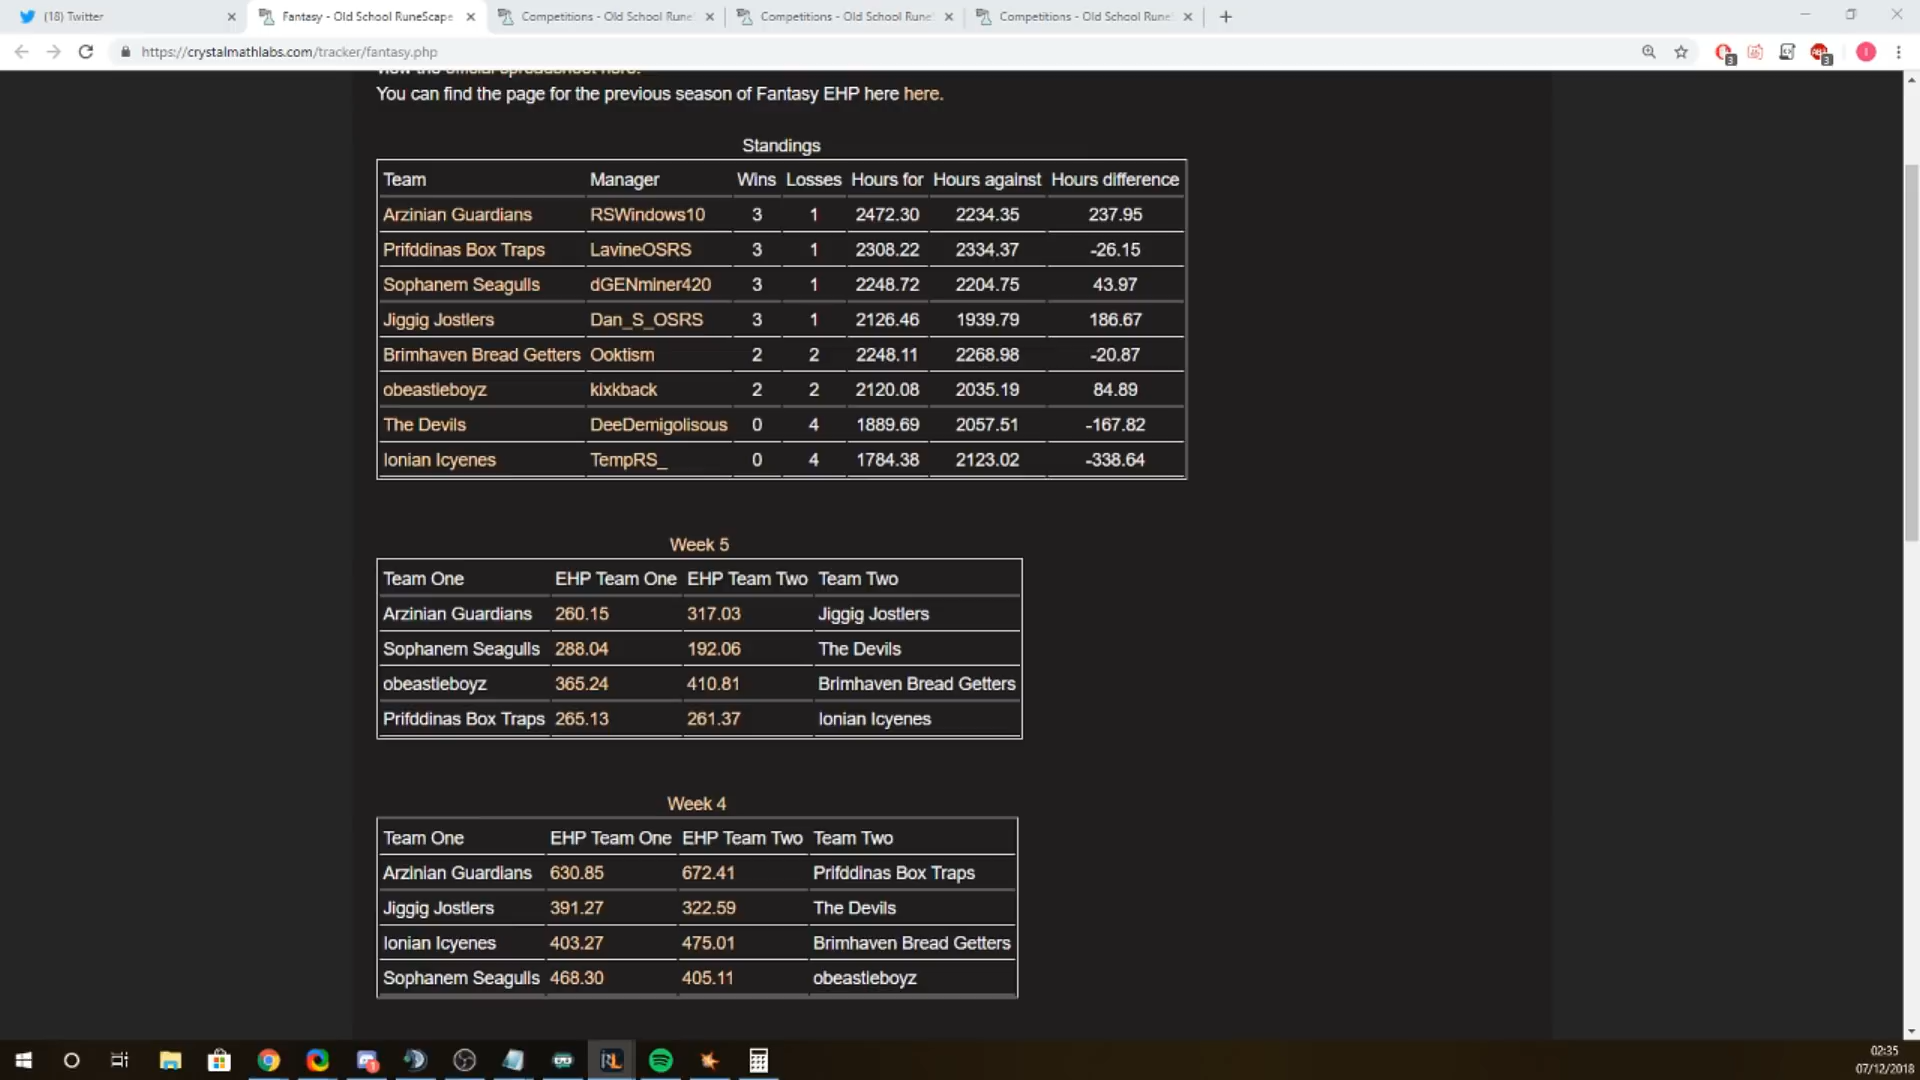 (18) Twitter
Fantasy - Old School RuneScape
Competitions - Old School Rune
Competitions - Old School Rune
Competitions - Old School Rune
https://crystalmathlabs.com/tracker/fantasy.php
View the official spreadsheet here.
You can find the page for the previous season of Fantasy EHP here here.
Standings
Team Manager Wins Losses Hours for Hours against Hours difference
Arzinian Guardians RSWindows10 3 1 2472.30 2234.35 237.95
Prifddinas Box Traps LavineOSRS 3 1 2308.22 2334.37 -26.15
Sophanem Seagulls dGENminer420 3 1 2248.72 2204.75 43.97
Jiggig Jostlers Dan_S_OSRS 3 1 2126.46 1939.79 186.67
Brimhaven Bread Getters Ooktism 2 2 2248.11 2268.98 -20.87
obeastieboyz klxkback 2 2 2120.08 2035.19 84.89
The Devils DeeDemigolisous 0 4 1889.69 2057.51 -167.82
Ionian Icyenes TempRS_ 0 4 1784.38 2123.02 -338.64
Week 5
Team One EHP Team One EHP Team Two Team Two
Arzinian Guardians 260.15 317.03 Jiggig Jostlers
Sophanem Seagulls 288.04 192.06 The Devils
obeastieboyz 365.24 410.81 Brimhaven Bread Getters
Prifddinas Box Traps 265.13 261.37 Ionian Icyenes
Week 4
Team One EHP Team One EHP Team Two Team Two
Arzinian Guardians 630.85 672.41 Prifddinas Box Traps
Jiggig Jostlers 391.27 322.59 The Devils
Ionian Icyenes 403.27 475.01 Brimhaven Bread Getters
Sophanem Seagulls 468.30 405.11 obeastieboyz
02:35
07/12/2018